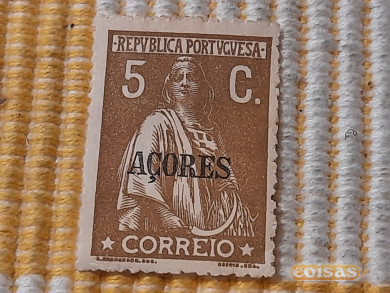 REPVBLICA PORTVGVESA
5 C.
AÇORES
CORREIO
coisas